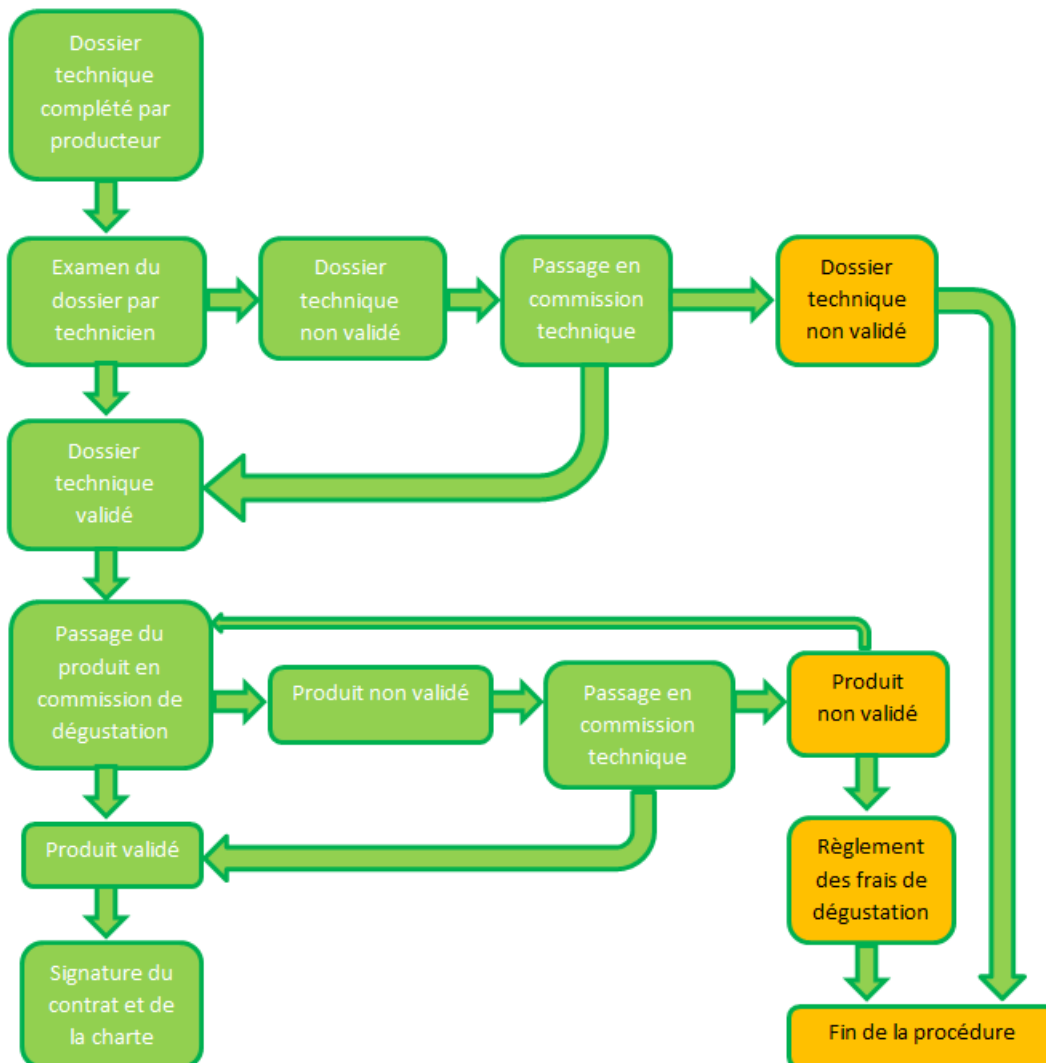 Dossier
technique
complété par
producteur
Examen du
dossier par
technicien
Dossier
technique
non validé
Passage en
commission
technique
Dossier
technique
non validé
Dossier
technique
validé
Passage du
produit en
commission de
dégustation
Produit non validé
Passage en
commission
technique
Produit
non validé
Produit validé
Règlement
des frais de
dégustation
Signature du
contrat et de
la charte
Fin de la procédure